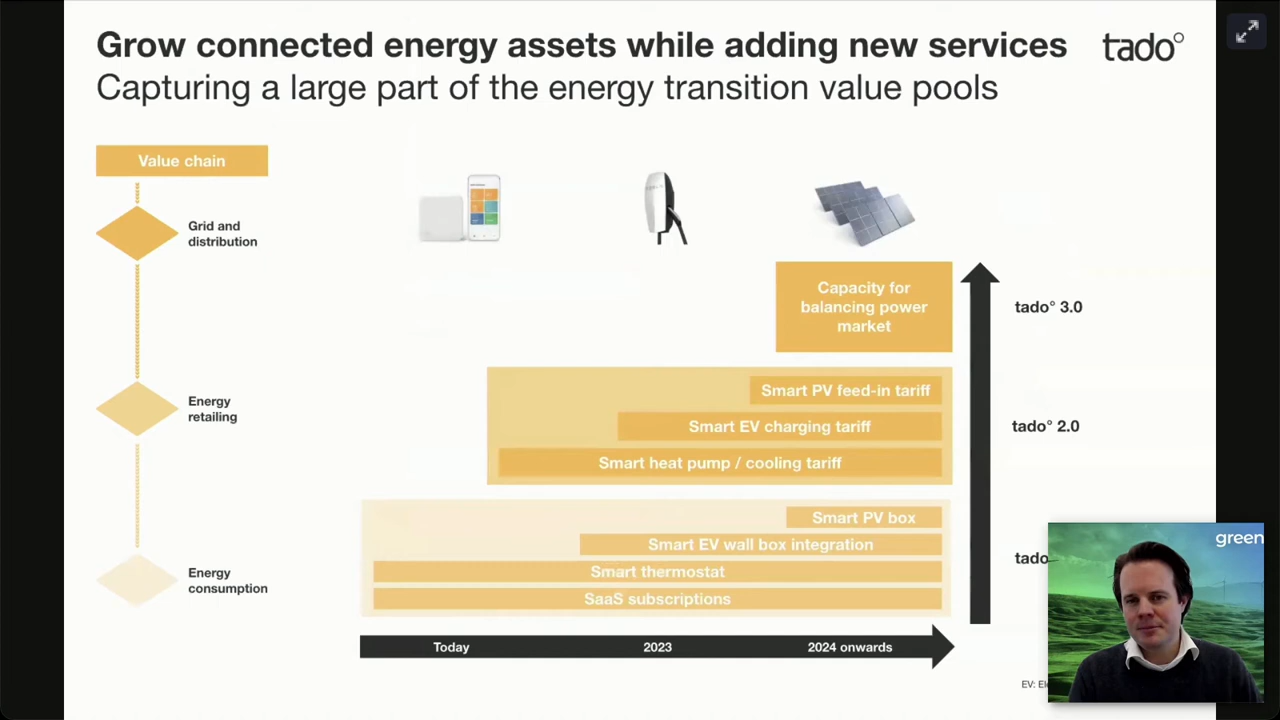 Grow connected energy assets while adding new services
tado°
Capturing a large part of the energy transition value pools
Value chain
Grid and
distribution
Energy
retailing
Energy
consumption
Capacity for
balancing power
market
Smart PV feed-in tariff
Smart EV charging tariff
Smart heat pump / cooling tariff
Smart PV box
Smart EV wall box integration
Smart thermostat
SaaS subscriptions
tado° 3.0
tado° 2.0
tado
Today
2023
2024 onwards
EV:
green